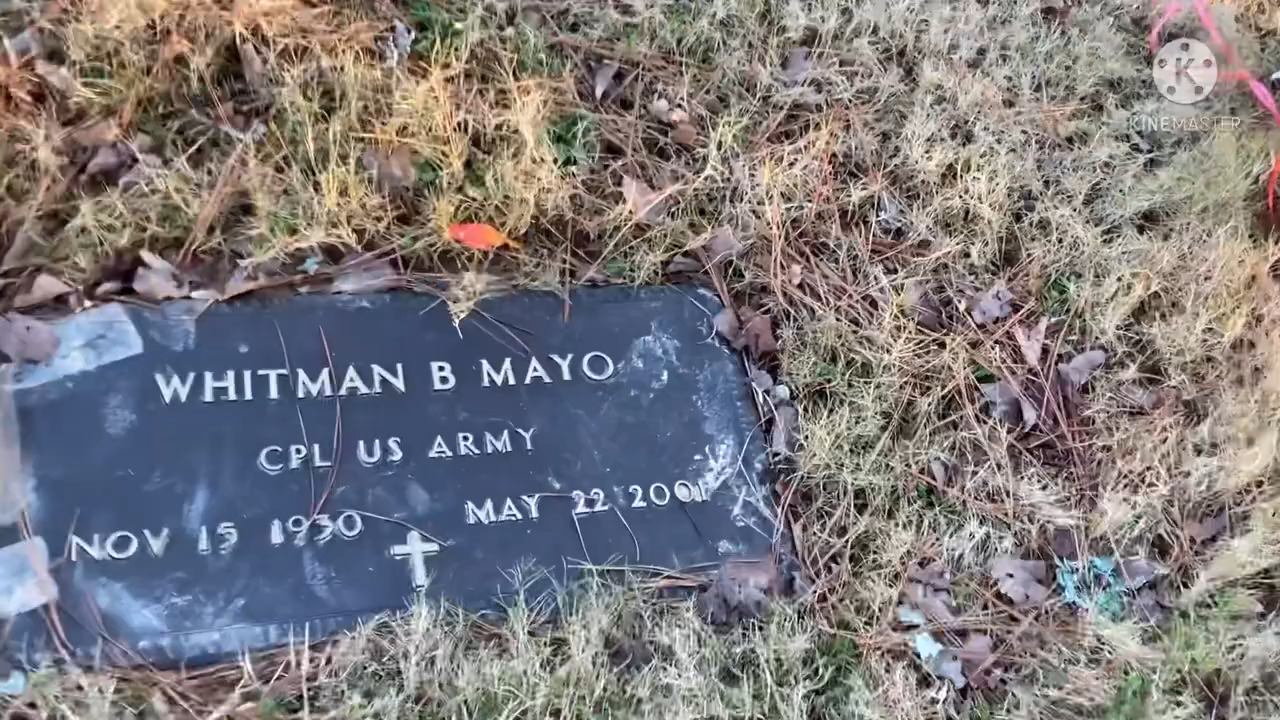 K
KINEMASTER
WHITMAN B MAYO
CPL US ARMY
NOV 15 1930 MAY 22 2001